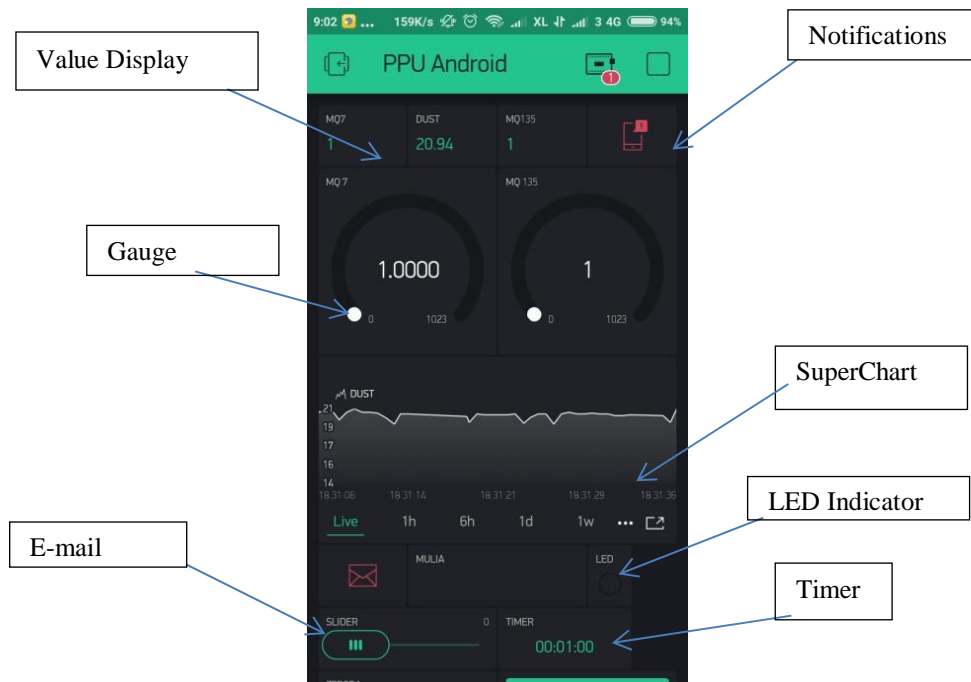 9:02 ... 159K/s XL 3 4G 94%
Value Display
Notifications
PPU Android
1
MQ7
DUST
MQ135
1
20.94
1
1
MQ 7
MQ 135
Gauge
1.0000
1
0
1023
0
1023
SuperChart
DUST
21
19
17
16
14
18:31:06
18:31:14
18:31:21
18:31:29
18:31:36
Live
1h
6h
1d
1w
LED Indicator
E-mail
MULIA
LED
Timer
SLIDER
0
TIMER
00:01:00